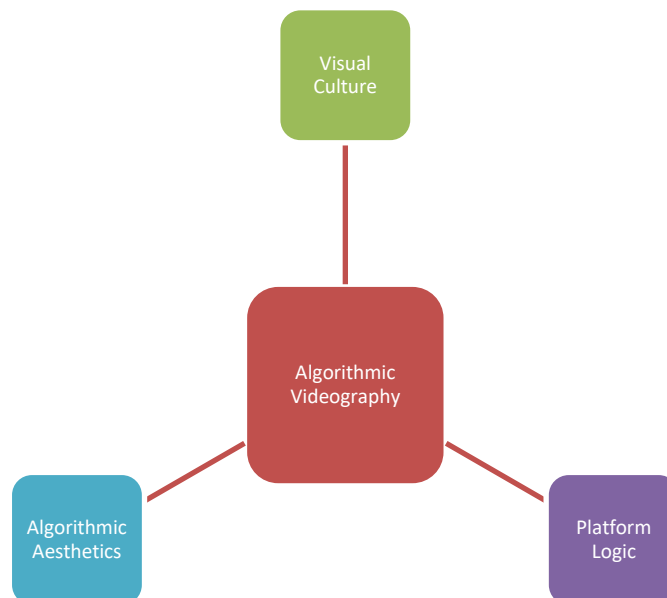 Visual
Culture
Algorithmic
Videography
Algorithmic
Aesthetics
Platform
Logic